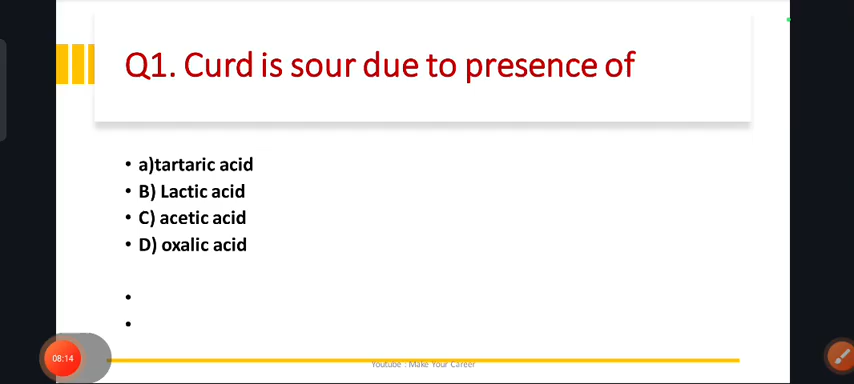 Q1. Curd is sour due to presence of
• a)tartaric acid
• B) Lactic acid
• C) acetic acid
• D) oxalic acid
•
•
08:14
Youtube : Make Your Career